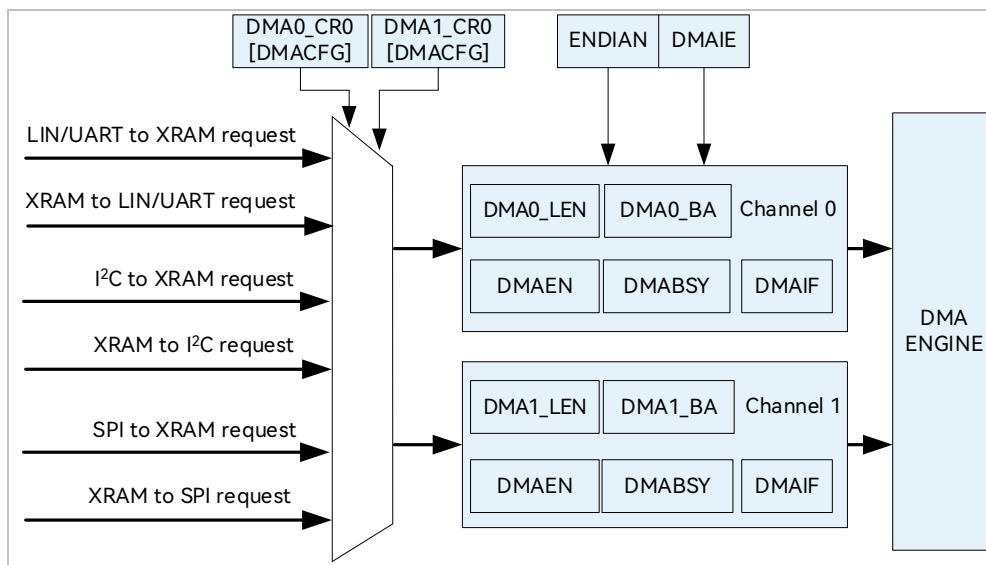 DMA0_CR0
[DMACFG]
DMA1_CR0
[DMACFG]
ENDIAN
DMAIE
LIN/UART to XRAM request
XRAM to LIN/UART request
I²C to XRAM request
XRAM to I²C request
SPI to XRAM request
XRAM to SPI request
DMA0_LEN
DMA0_BA
Channel 0
DMAEN
DMABSY
DMAIF
DMA1_LEN
DMA1_BA
Channel 1
DMAEN
DMABSY
DMAIF
DMA
ENGINE